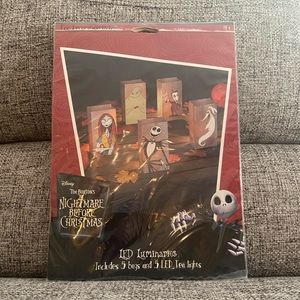 Disney
Tim Burton's
The
NIGHTMARE
BEFORE
CHRISTMAS
LED Luminaries
Includes 5 bags and 5 LED Tea lights